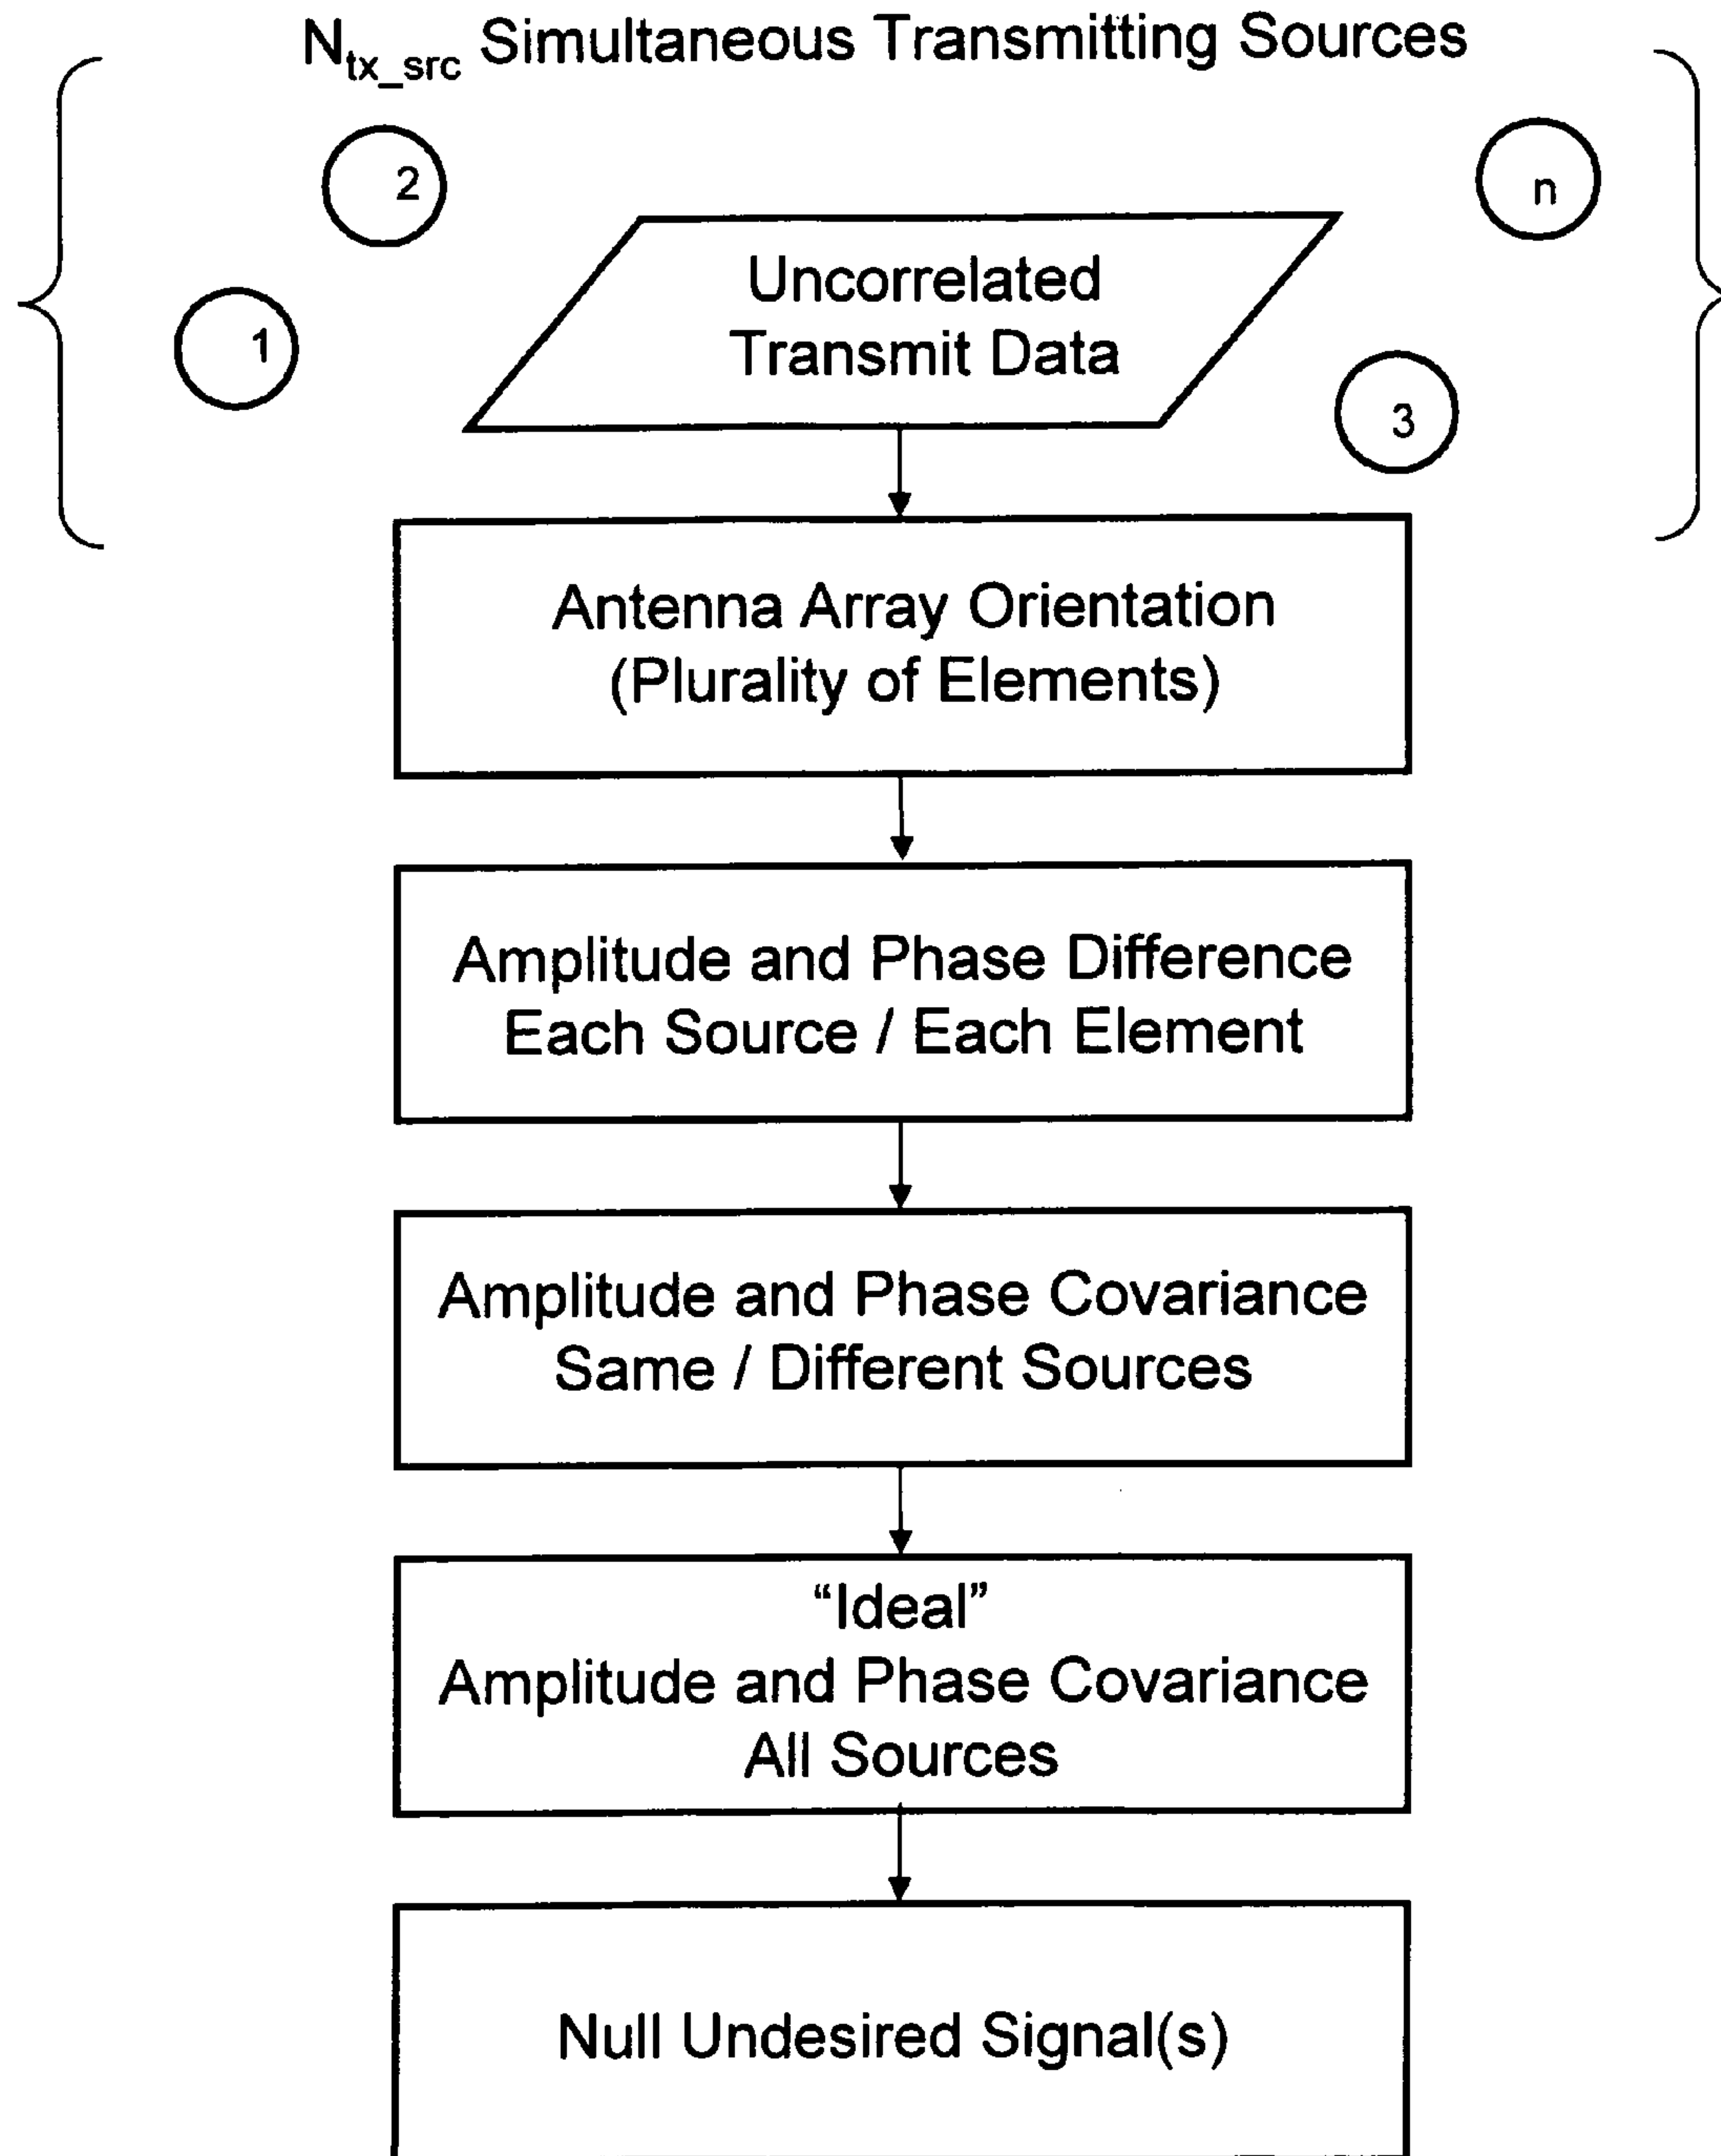 N_tx_src Simultaneous Transmitting Sources
2
n
1
Uncorrelated
Transmit Data
3
Antenna Array Orientation
(Plurality of Elements)
Amplitude and Phase Difference
Each Source / Each Element
Amplitude and Phase Covariance
Same / Different Sources
“Ideal”
Amplitude and Phase Covariance
All Sources
Null Undesired Signal(s)